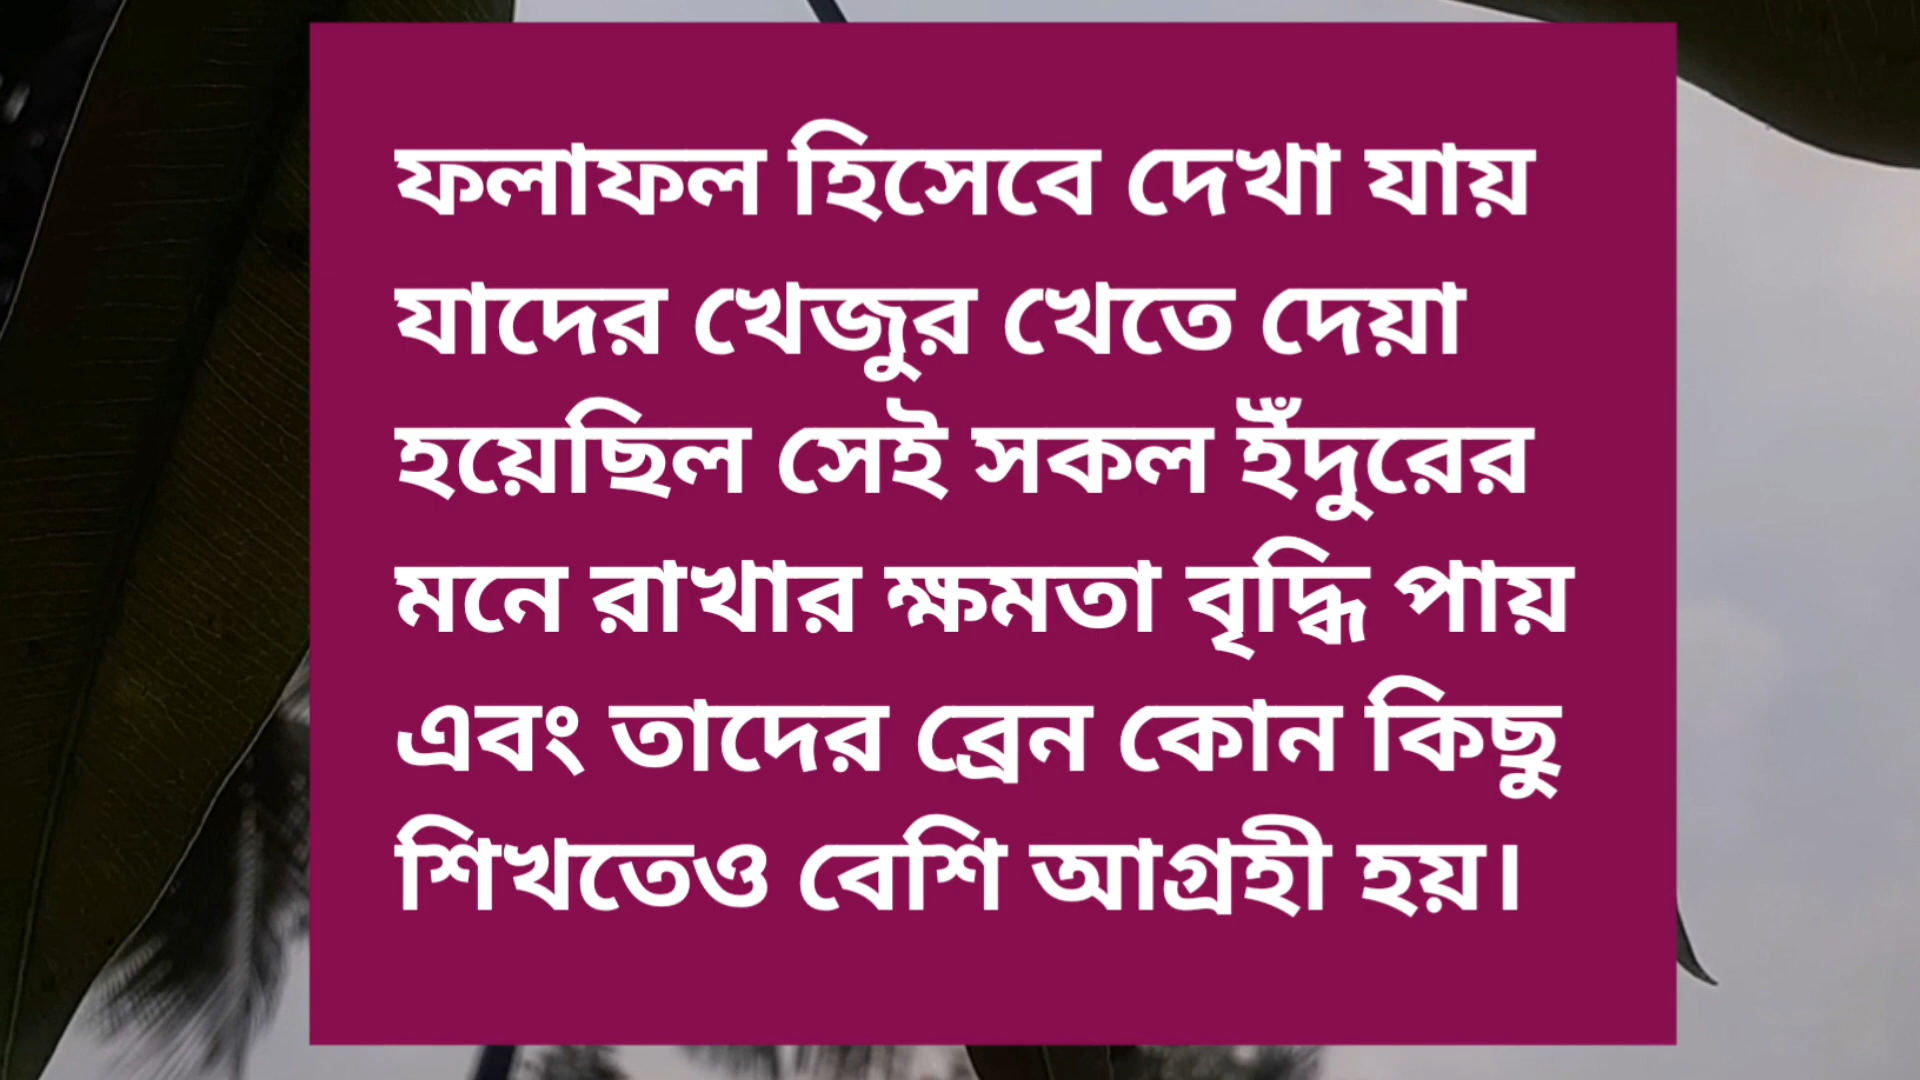 ফলাফল হিসেবে দেখা যায়
যাদের খেজুর খেতে দেয়া
হয়েছিল সেই সকল ইঁদুরের
মনে রাখার ক্ষমতা বৃদ্ধি পায়
এবং তাদের ব্রেন কোন কিছু
শিখতেও বেশি আগ্রহী হয়।